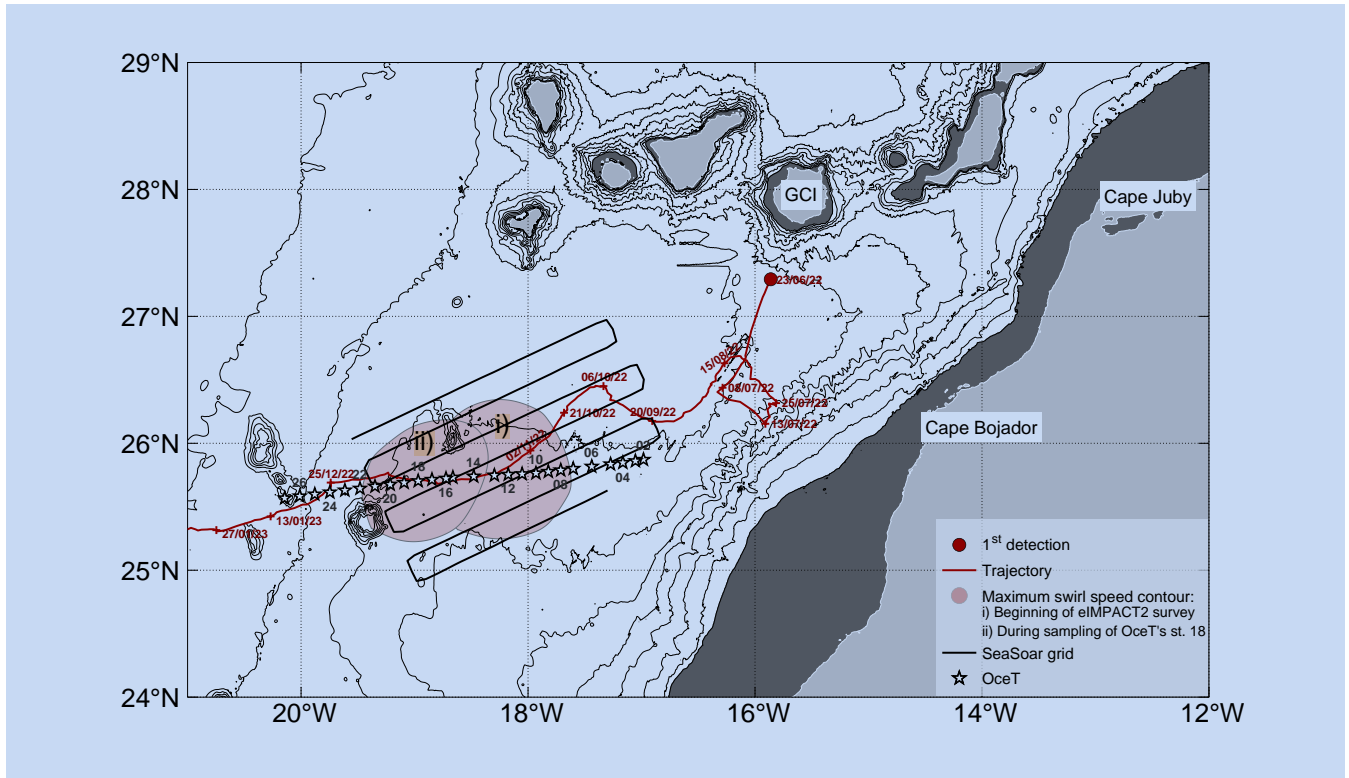 29°N
28°N
27°N
26°N
25°N
24°N
20°W
18°W
16°W
14°W
12°W
GCI
Cape Juby
Cape Bojador
23/06/22
15/08/22
08/07/22
25/07/22
13/07/22
06/10/22
21/10/22
20/09/22
25/12/22
13/01/23
27/01/23
i)
ii)
02
04
06
08
10
12
14
16
18
20
22
24
26
1st detection
Trajectory
Maximum swirl speed contour:
i) Beginning of eIMPACT2 survey
ii) During sampling of OceT's st. 18
SeaSoar grid
OceT